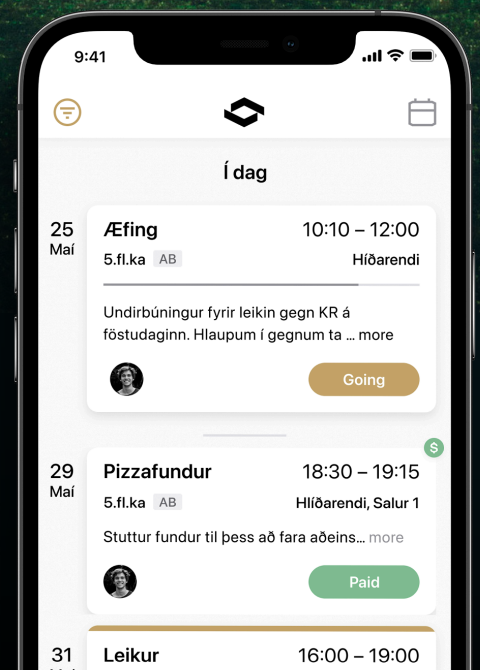 9:41
Í dag
25 Æfing 10:10 – 12:00
Maí 5.fl.ka AB Híðarendi
Undirbúningur fyrir leikin gegn KR á
föstudaginn. Hlaupum í gegnum ta ... more
Going
$
29 Pizzafundur 18:30 – 19:15
Maí 5.fl.ka AB Hlíðarendi, Salur 1
Stuttur fundur til þess að fara aðeins... more
Paid
31 Leikur 16:00 – 19:00